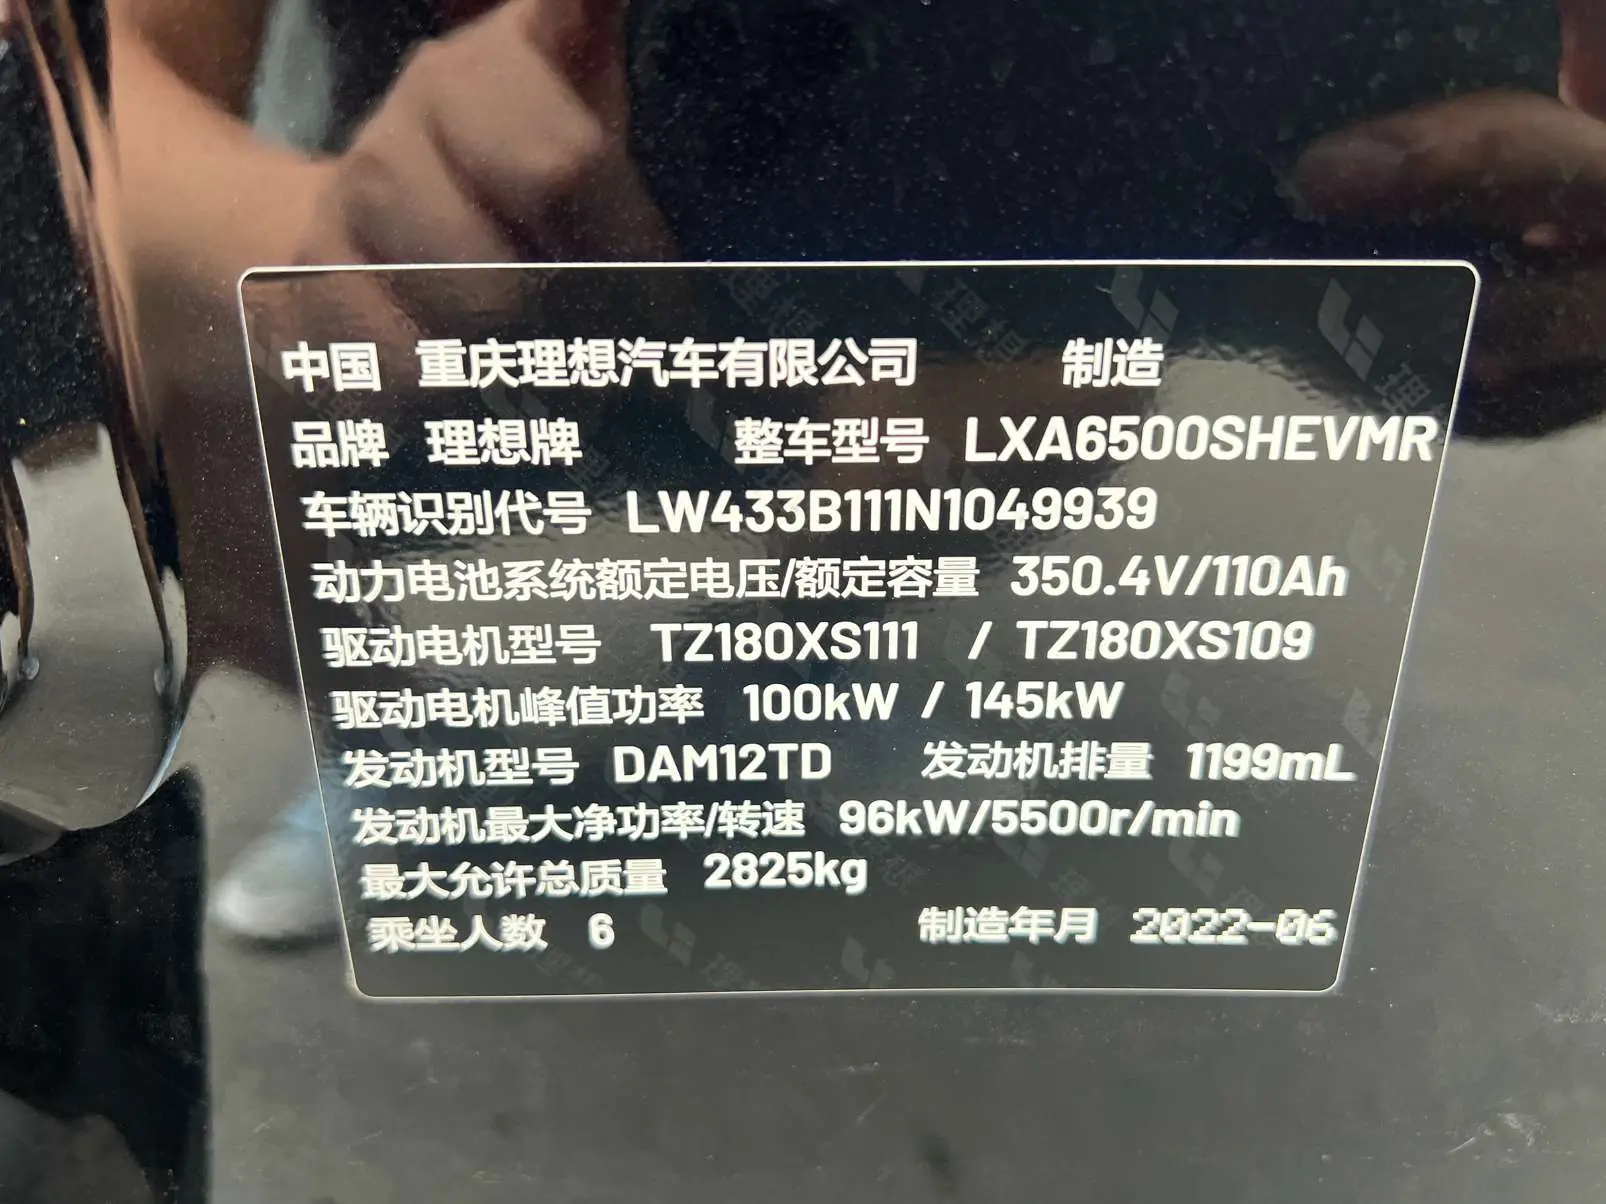 中国 重庆理想汽车有限公司 制造
品牌 理想牌 整车型号 LXA6500SHEVMR
车辆识别代号 LW433B111N1049939
动力电池系统额定电压/额定容量 350.4V/110Ah
驱动电机型号 TZ180XS111 / TZ180XS109
驱动电机峰值功率 100kW / 145kW
发动机型号 DAM12TD 发动机排量 1199mL
发动机最大净功率/转速 96kW/5500r/min
最大允许总质量 2825kg
乘坐人数 6 制造年月 2022-06